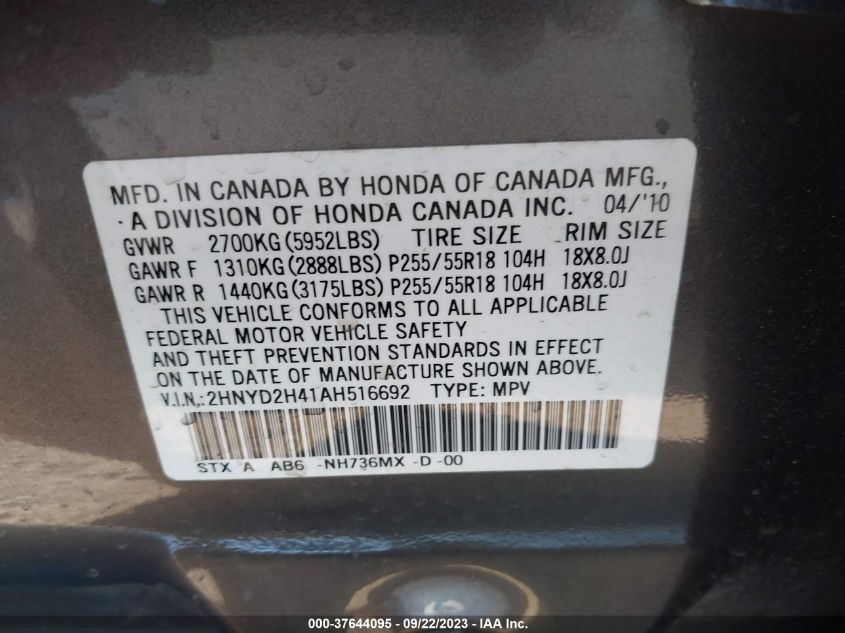 MFD. IN CANADA BY HONDA OF CANADA MFG.,
A DIVISION OF HONDA CANADA INC. 04/'10
GVWR 2700KG(5952LBS) TIRE SIZE RIM SIZE
GAWR F 1310KG(2888LBS) P255/55R18 104H 18X8.0J
GAWR R 1440KG(3175LBS) P255/55R18 104H 18X8.0J
THIS VEHICLE CONFORMS TO ALL APPLICABLE
FEDERAL MOTOR VEHICLE SAFETY
AND THEFT PREVENTION STANDARDS IN EFFECT
ON THE DATE OF MANUFACTURE SHOWN ABOVE.
V.I.N.:2HNYD2H41AH516692 TYPE: MPV
STX A AB6 -NH736MX -D -00
000-37644095 - 09/22/2023 - IAA Inc.